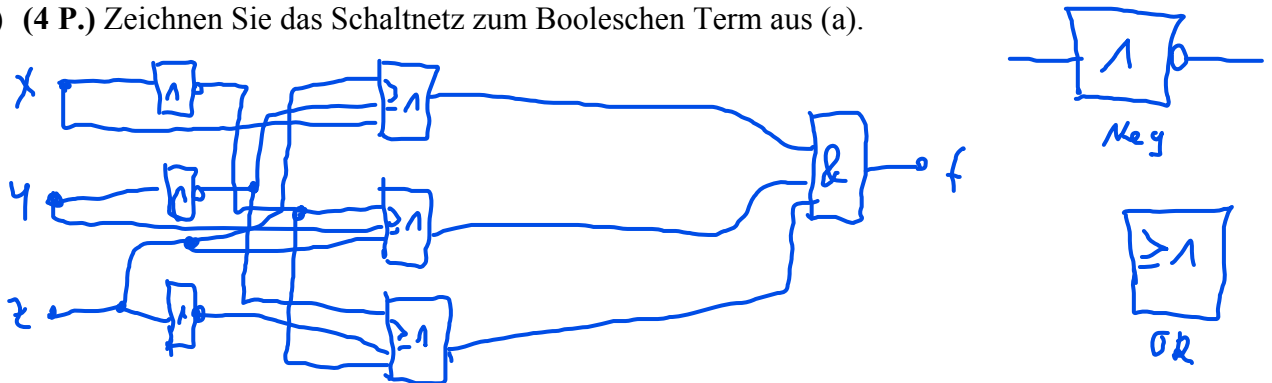 ) (4 P.) Zeichnen Sie das Schaltnetz zum Booleschen Term aus (a).
x 1 ≥1 1
Neg
y 1 ≥1 & f
z 1 ≥1 ≥1
OR